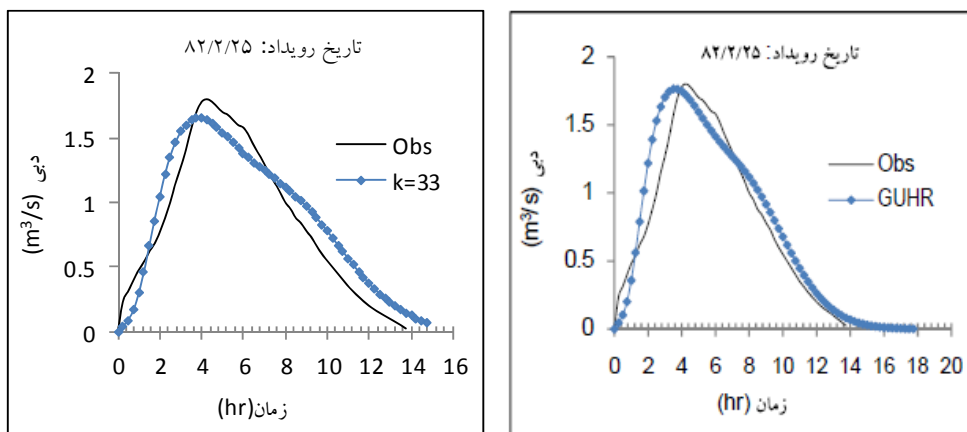 تاریخ رویداد: ۸۲/۲/۲۵
دبی (m³/s)
2
1.5
1
0.5
0
Obs
k=33
0 2 4 6 8 10 12 14 16
زمان(hr)
تاریخ رویداد: ۸۲/۲/۲۵
دبی (m³/s)
2
1.5
1
0.5
0
Obs
GUHR
0 2 4 6 8 10 12 14 16 18 20
زمان (hr)